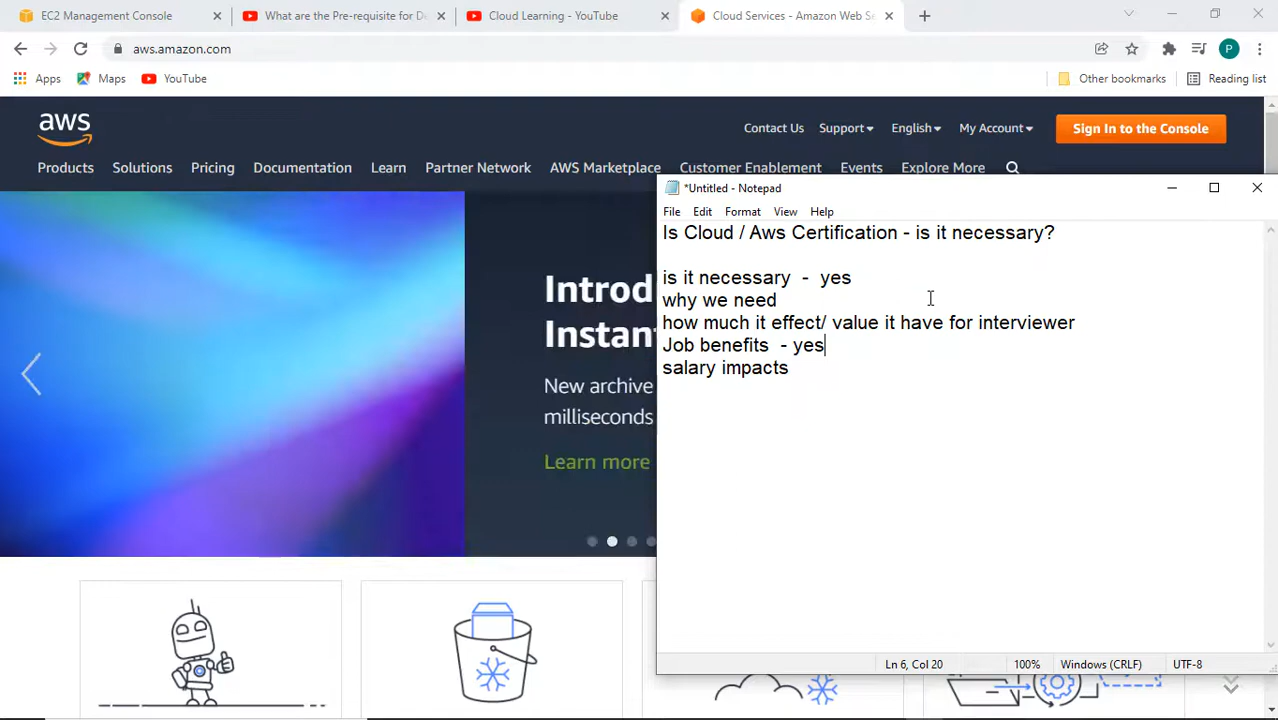 EC2 Management Console
What are the Pre-requisite for De
Cloud Learning - YouTube
Cloud Services - Amazon Web Se
aws.amazon.com
P
Apps
Maps
YouTube
Other bookmarks
Reading list
aws
Contact Us
Support
English
My Account
Sign In to the Console
Products
Solutions
Pricing
Documentation
Learn
Partner Network
AWS Marketplace
Customer Enablement
Events
Explore More
Introd
Instant
New archive
milliseconds
Learn more
*Untitled - Notepad
File
Edit
Format
View
Help
Is Cloud / Aws Certification - is it necessary?
is it necessary - yes
why we need
how much it effect/ value it have for interviewer
Job benefits - yes
salary impacts
Ln 6, Col 20
100%
Windows (CRLF)
UTF-8